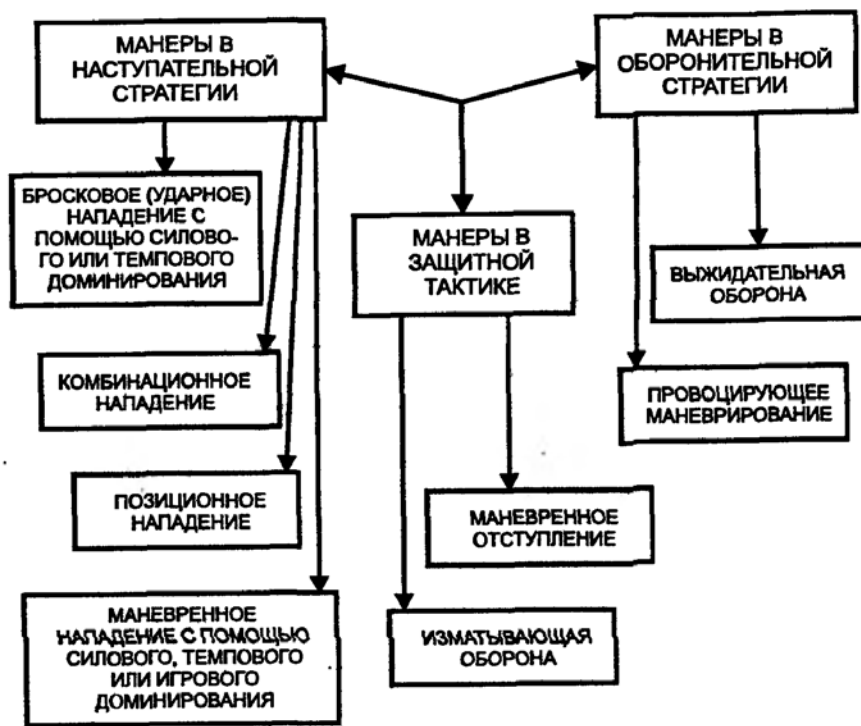 МАНЕРЫ В
НАСТУПАТЕЛЬНОЙ
СТРАТЕГИИ
МАНЕРЫ В
ОБОРОНИТЕЛЬНОЙ
СТРАТЕГИИ
БРОСКОВОЕ (УДАРНОЕ)
НАПАДЕНИЕ С
ПОМОЩЬЮ СИЛОВО-
ГО ИЛИ ТЕМПОВОГО
ДОМИНИРОВАНИЯ
МАНЕРЫ В
ЗАЩИТНОЙ
ТАКТИКЕ
ВЫЖИДАТЕЛЬНАЯ
ОБОРОНА
КОМБИНАЦИОННОЕ
НАПАДЕНИЕ
ПРОВОЦИРУЮЩЕЕ
МАНЕВРИРОВАНИЕ
ПОЗИЦИОННОЕ
НАПАДЕНИЕ
МАНЕВРЕННОЕ
ОТСТУПЛЕНИЕ
МАНЕВРЕННОЕ
НАПАДЕНИЕ С ПОМОЩЬЮ
СИЛОВОГО, ТЕМПОВОГО
ИЛИ ИГРОВОГО
ДОМИНИРОВАНИЯ
ИЗМАТЫВАЮЩАЯ
ОБОРОНА